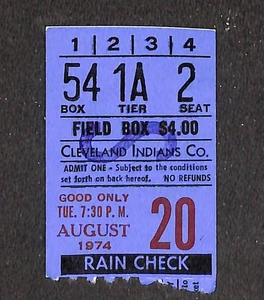 1 2 3 4
54 1A 2
BOX TIER SEAT
FIELD BOX $4.00
CLEVELAND INDIANS CO.
ADMIT ONE - Subject to the conditions
set forth on back hereof. NO REFUNDS
GOOD ONLY
TUE. 7:30 P. M.
AUGUST 20
1974
RAIN CHECK